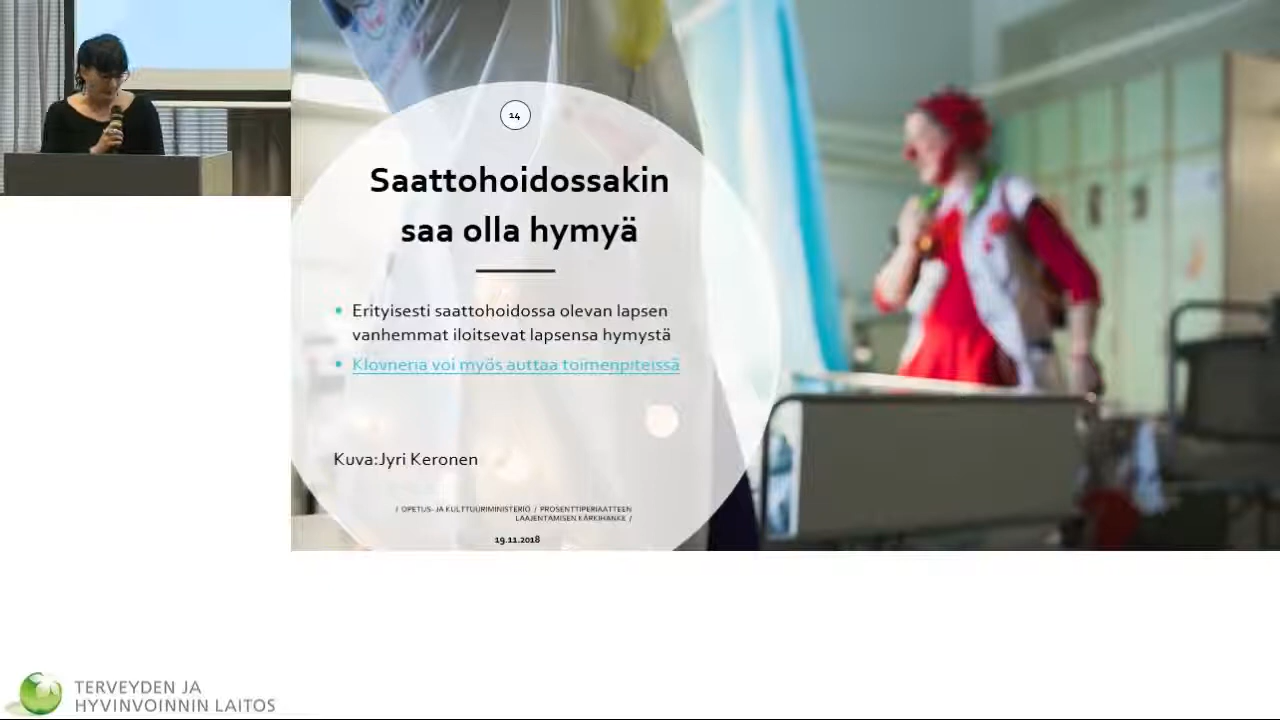 14
Saattohoidossakin
saa olla hymyä
• Erityisesti saattohoidossa olevan lapsen
vanhemmat iloitsevat lapsensa hymystä
• Klovneria voi myös auttaa toimenpiteissä
Kuva:Jyri Keronen
/ OPETUS- JA KULTTUURIMINISTERIÖ / PROSENTTIPERIAATTEEN
LAAJENTAMISEN KÄRKIHANKE /
19.11.2018
TERVEYDEN JA
HYVINVOINNIN LAITOS